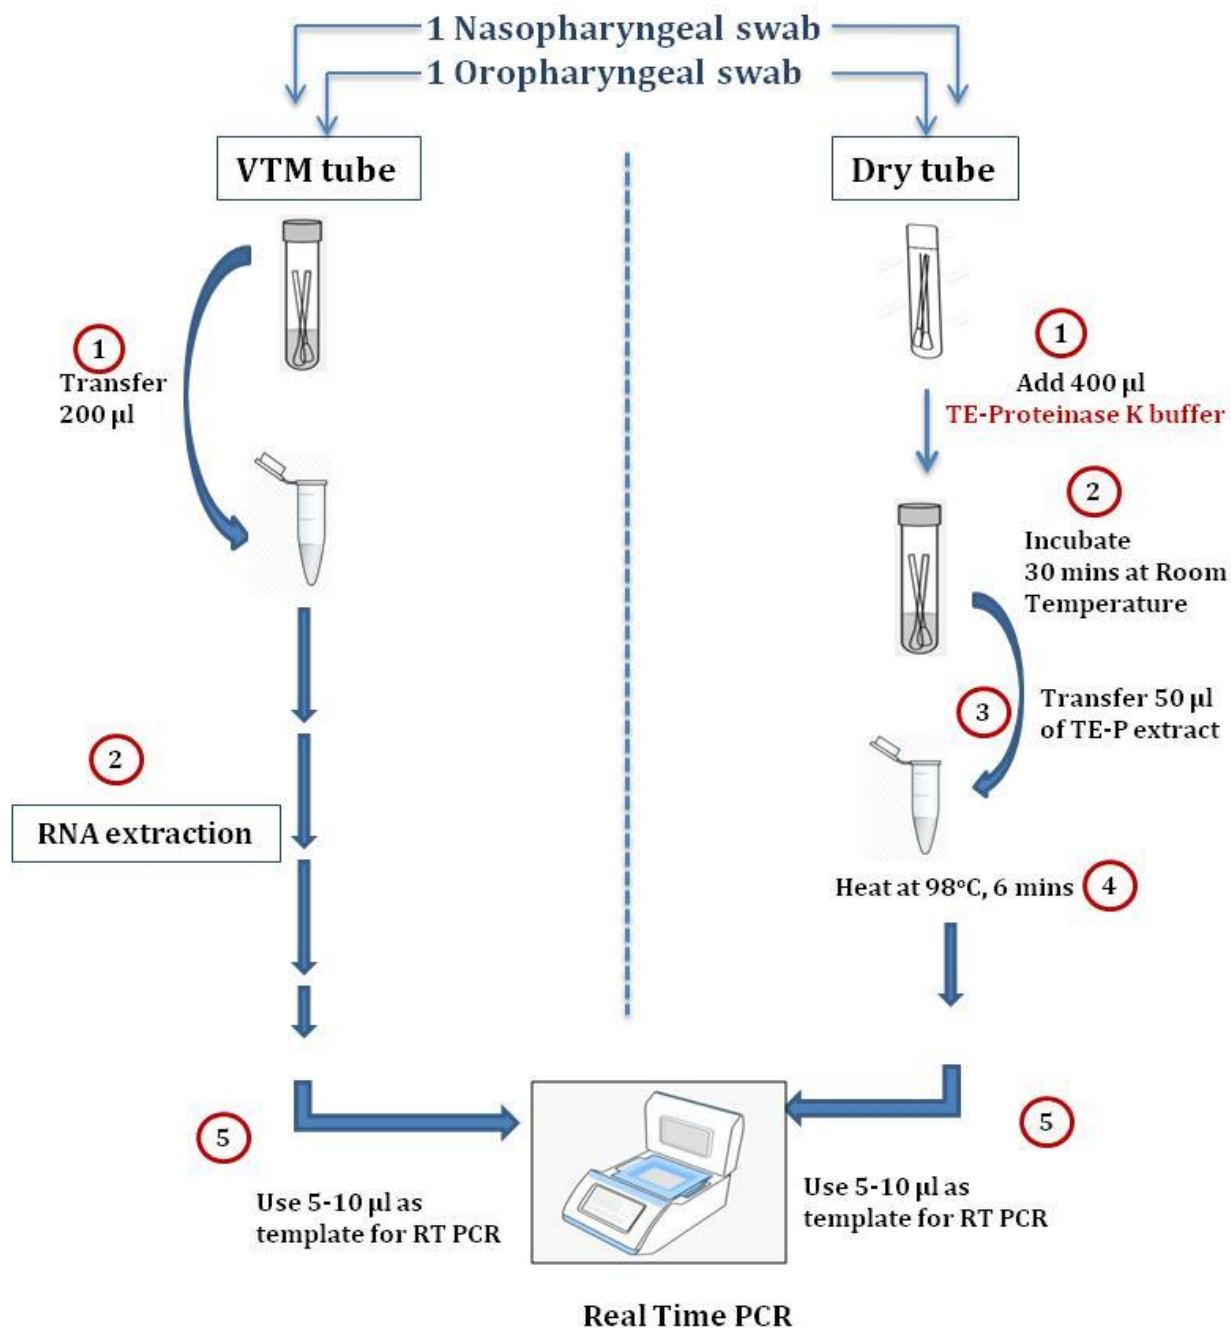 1 Nasopharyngeal swab
1 Oropharyngeal swab
VTM tube
1
Transfer
200 µl
2
RNA extraction
5
Use 5-10 µl as
template for RT PCR
Dry tube
1
Add 400 µl
TE-Proteinase K buffer
2
Incubate
30 mins at Room
Temperature
3
Transfer 50 µl
of TE-P extract
Heat at 98°C, 6 mins
4
5
Use 5-10 µl as
template for RT PCR
Real Time PCR